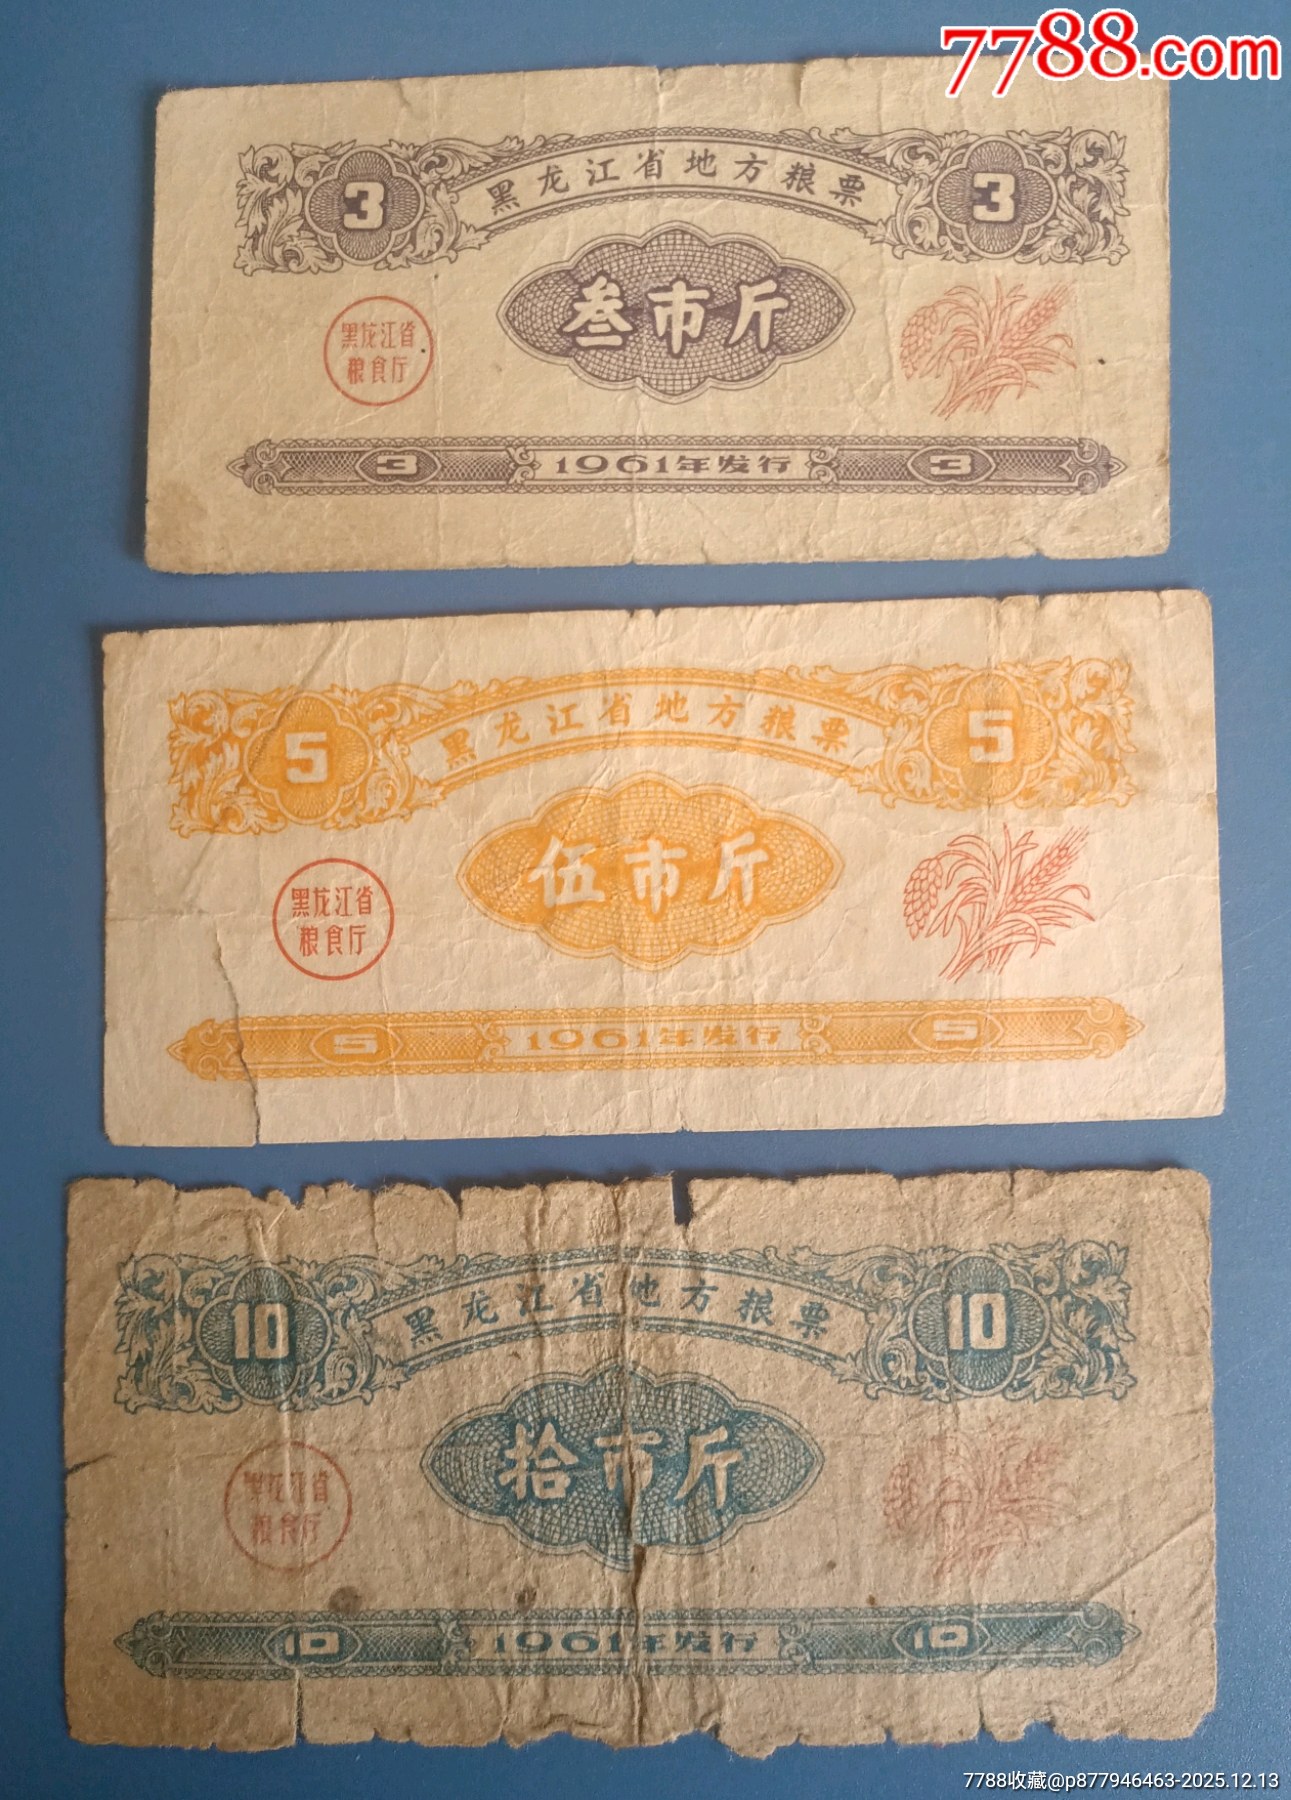 7788.com
黑龙江省地方粮票
3 3
叁市斤
黑龙江省
粮食厅
3 1961年发行 3
黑龙江省地方粮票
5 5
伍市斤
黑龙江省
粮食厅
5 1961年发行 5
黑龙江省地方粮票
10 10
拾市斤
黑龙江省
粮食厅
10 1961年发行 10
7788收藏@p877946463-2025.12.13